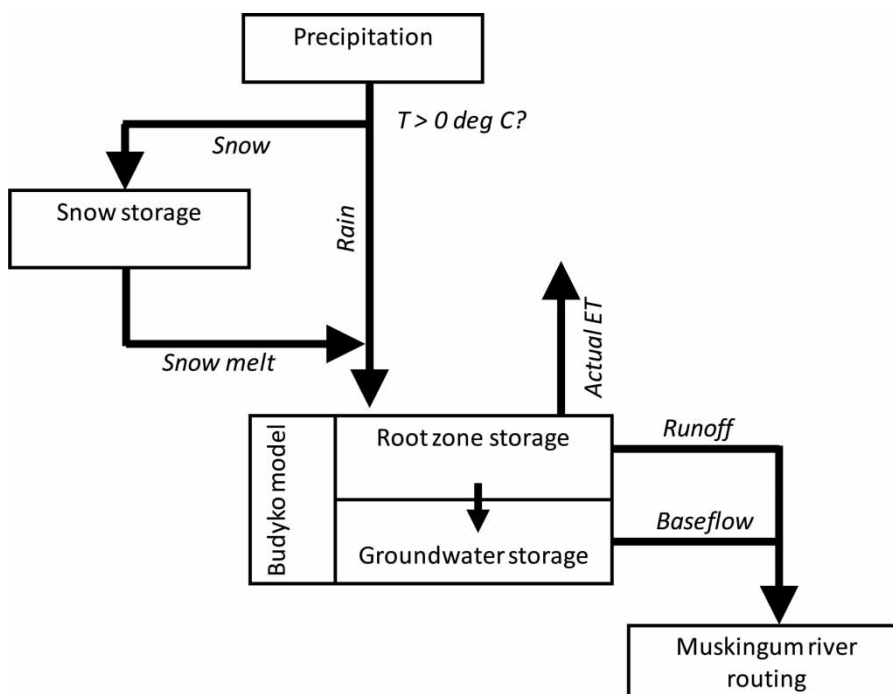 Precipitation
T > 0 deg C?
Snow
Rain
Snow storage
Snow melt
Actual ET
Budyko model
Root zone storage
Runoff
Baseflow
Groundwater storage
Muskingum river
routing